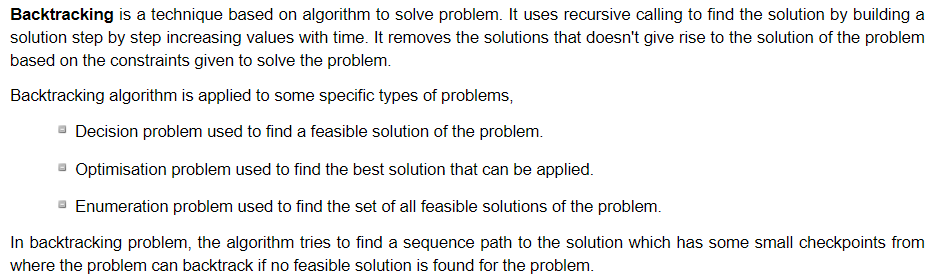 Backtracking is a technique based on algorithm to solve problem. It uses recursive calling to find the solution by building a
solution step by step increasing values with time. It removes the solutions that doesn't give rise to the solution of the problem
based on the constraints given to solve the problem.
Backtracking algorithm is applied to some specific types of problems,
Decision problem used to find a feasible solution of the problem.
Optimisation problem used to find the best solution that can be applied.
Enumeration problem used to find the set of all feasible solutions of the problem.
In backtracking problem, the algorithm tries to find a sequence path to the solution which has some small checkpoints from
where the problem can backtrack if no feasible solution is found for the problem.